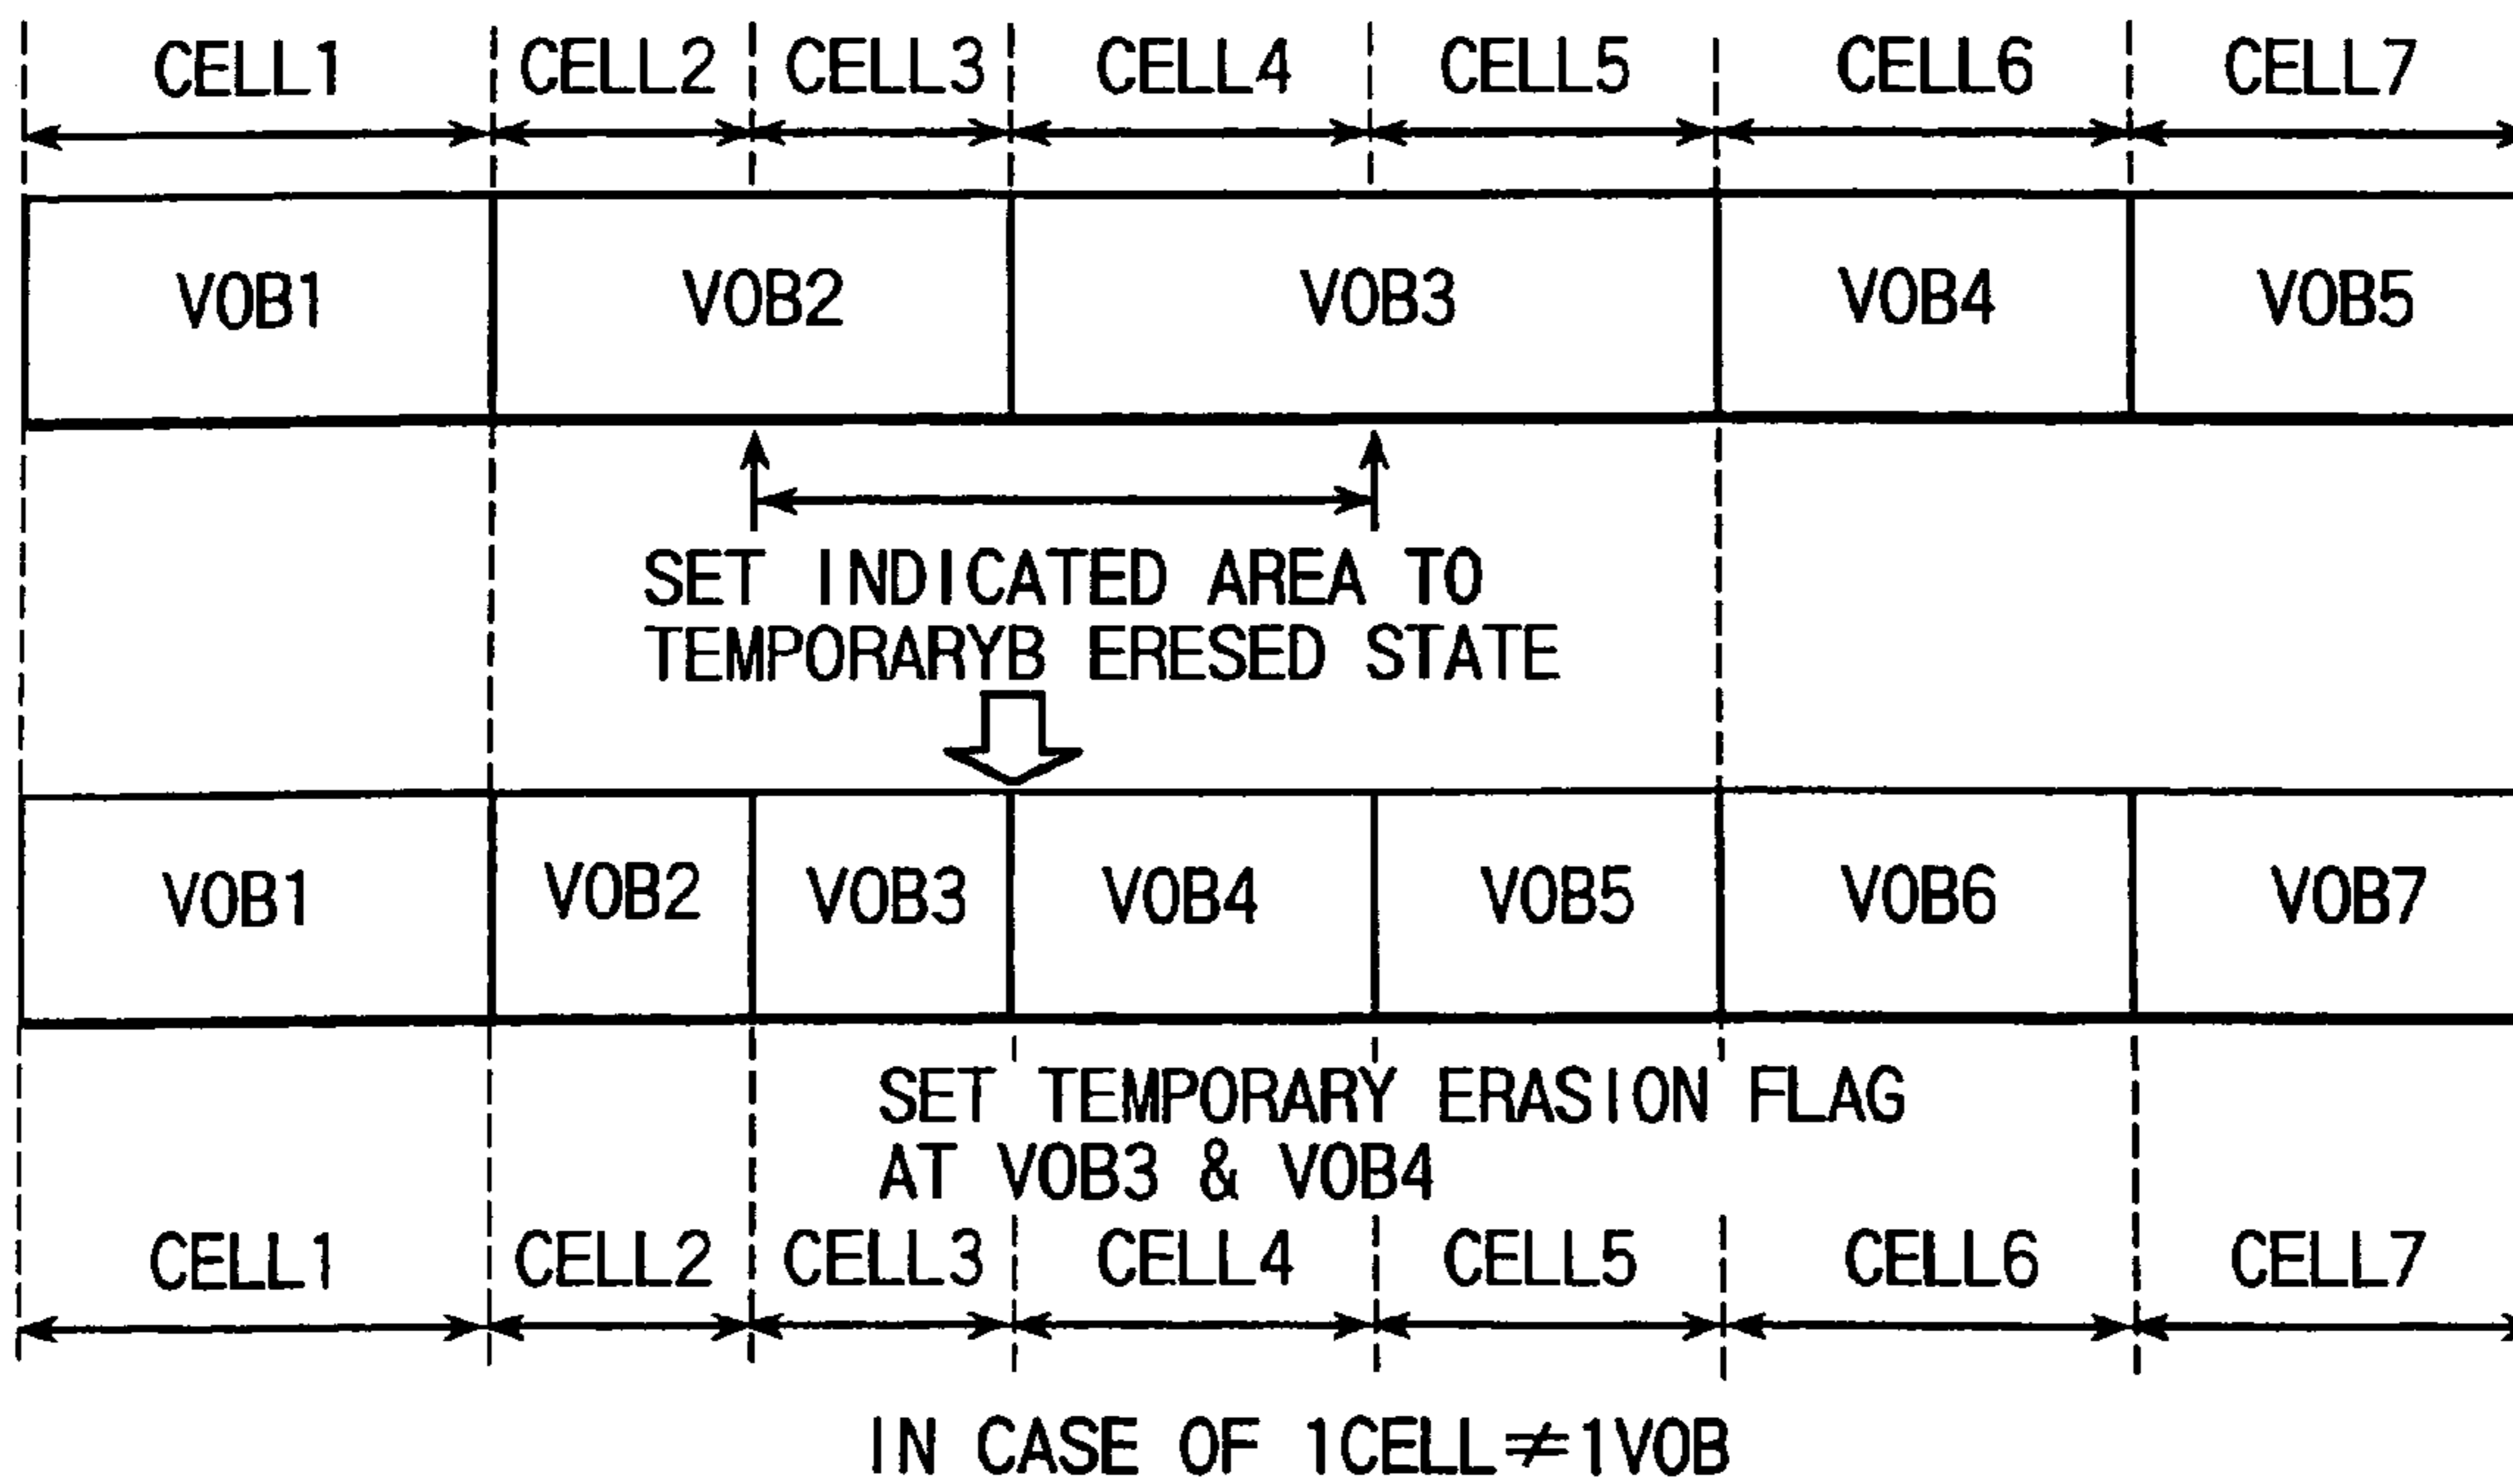 CELL1 CELL2 CELL3 CELL4 CELL5 CELL6 CELL7
VOB1 VOB2 VOB3 VOB4 VOB5
SET INDICATED AREA TO
TEMPORARYB ERESED STATE
VOB1 VOB2 VOB3 VOB4 VOB5 VOB6 VOB7
SET TEMPORARY ERASION FLAG
AT VOB3 & VOB4
CELL1 CELL2 CELL3 CELL4 CELL5 CELL6 CELL7
IN CASE OF 1CELL≠1VOB